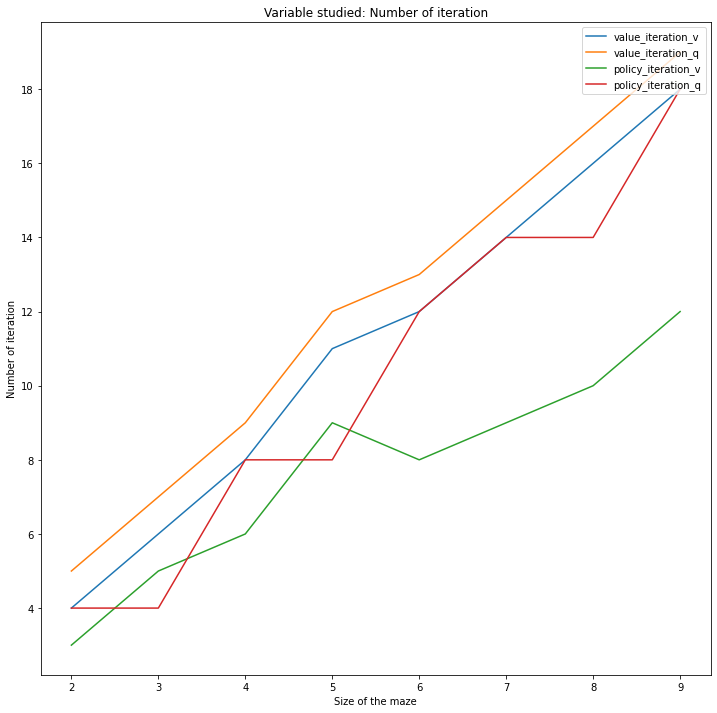 Variable studied: Number of iteration
value_iteration_v
value_iteration_q
policy_iteration_v
policy_iteration_q
Number of iteration
18
16
14
12
10
8
6
4
2 3 4 5 6 7 8 9
Size of the maze